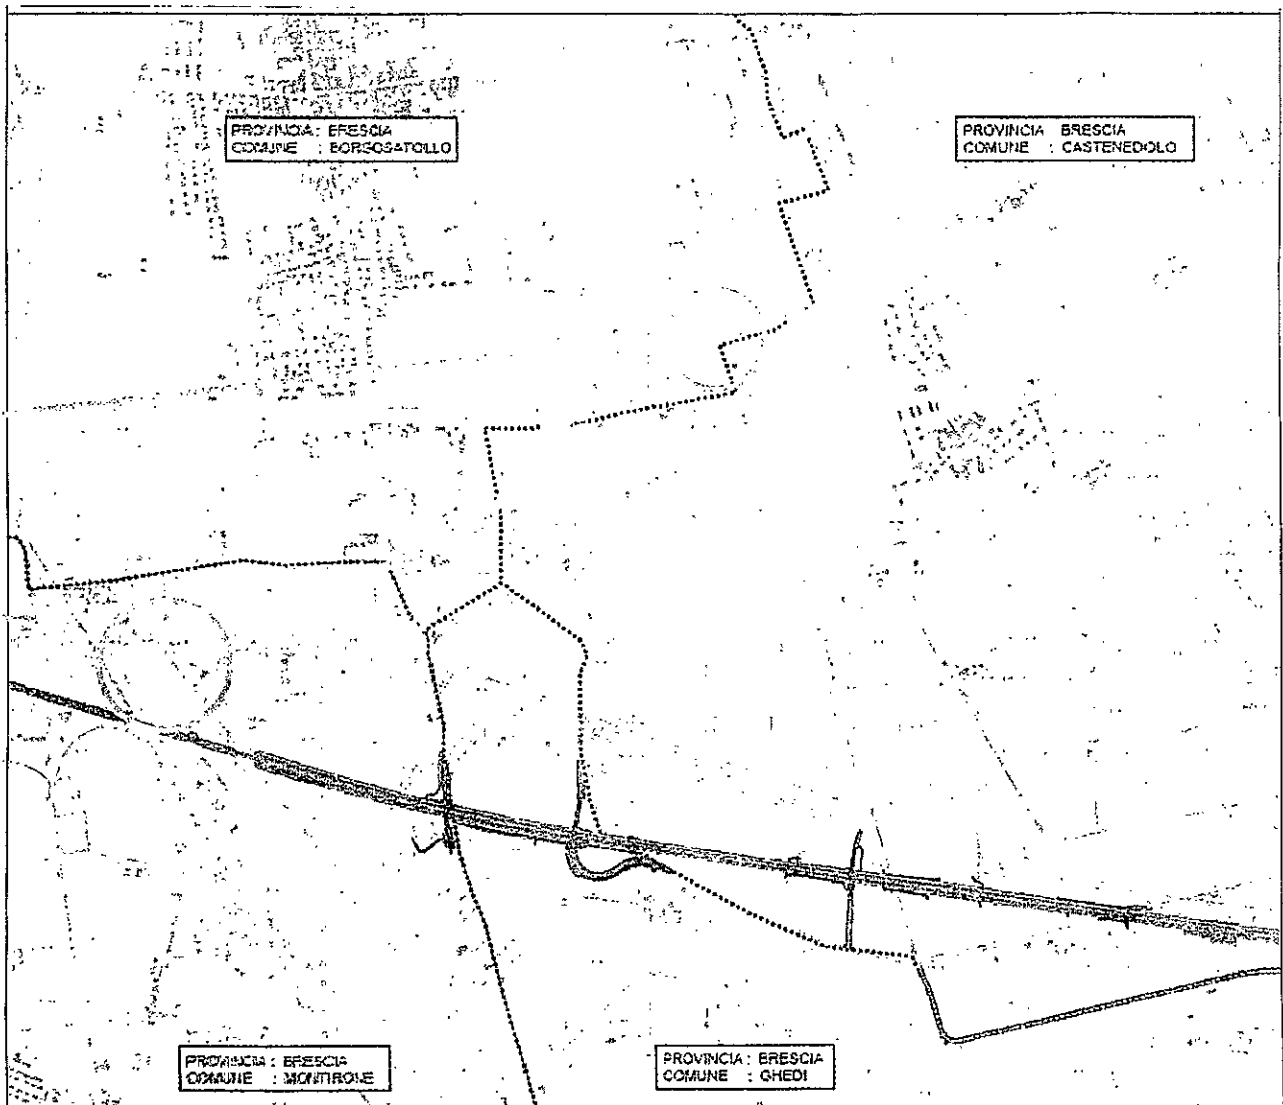 PROVINCIA : BRESCIA
COMUNE : BORGOSATOLLO
PROVINCIA BRESCIA
COMUNE : CASTENEDOLO
PROVINCIA : BRESCIA
COMUNE : MONTIRONE
PROVINCIA : BRESCIA
COMUNE : GHEDI